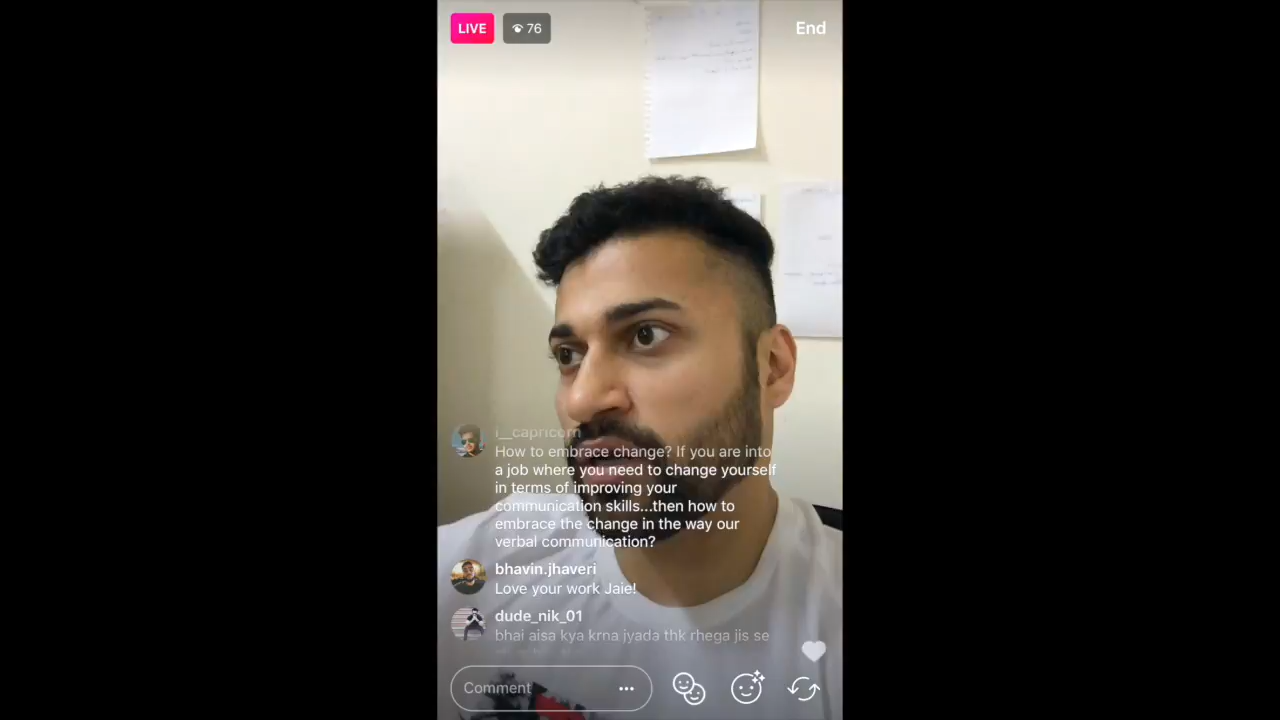 LIVE
76
End
i__capricorn
How to embrace change? If you are into
a job where you need to change yourself
in terms of improving your
communication skills...then how to
embrace the change in the way our
verbal communication?
bhavin.jhaveri
Love your work Jaie!
dude_nik_01
bhai aisa kya krna jyada thk rhega jis se
Comment